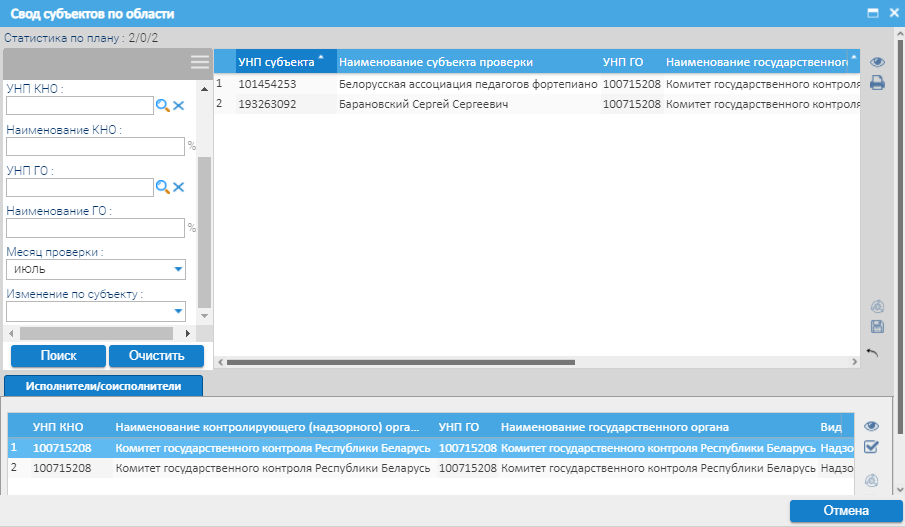 Свод субъектов по области
Статистика по плану : 2/0/2
УНП КНО :
Наименование КНО :
%
УНП ГО :
Наименование ГО :
%
Месяц проверки :
июль
Изменение по субъекту :
Поиск Очистить
УНП субъекта Наименование субъекта проверки УНП ГО Наименование государственног
1 101454253 Белорусская ассоциация педагогов фортепиано 100715208 Комитет государственного контроля
2 193263092 Барановский Сергей Сергеевич 100715208 Комитет государственного контроля
Исполнители/соисполнители
УНП КНО Наименование контролирующего (надзорного) орга... УНП ГО Наименование государственного органа Вид
1 100715208 Комитет государственного контроля Республики Беларусь 100715208 Комитет государственного контроля Республики Беларусь Надзо
2 100715208 Комитет государственного контроля Республики Беларусь 100715208 Комитет государственного контроля Республики Беларусь Надзо
Отмена